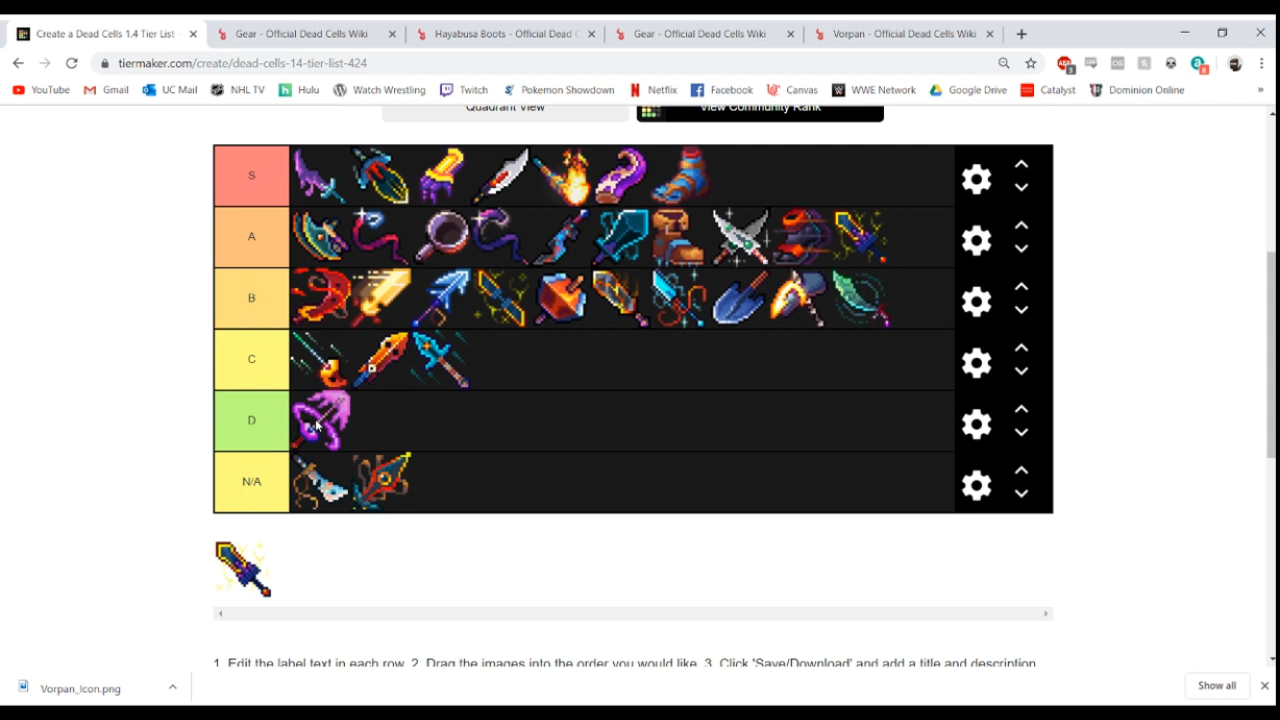 Create a Dead Cells 1.4 Tier List -
Gear - Official Dead Cells Wiki
Hayabusa Boots - Official Dead C
Gear - Official Dead Cells Wiki
Vorpan - Official Dead Cells Wiki
tiermaker.com/create/dead-cells-14-tier-list-424
ABP 3
8
YouTube Gmail UC Mail NHL TV Hulu Watch Wrestling Twitch Pokemon Showdown Netflix Facebook Canvas WWE Network Google Drive Catalyst Dominion Online »
Quadrant View View Community Rank
S
A
B
C
D
N/A
1. Edit the label text in each row. 2. Drag the images into the order you would like. 3. Click 'Save/Download' and add a title and description
Vorpan_Icon.png
Show all